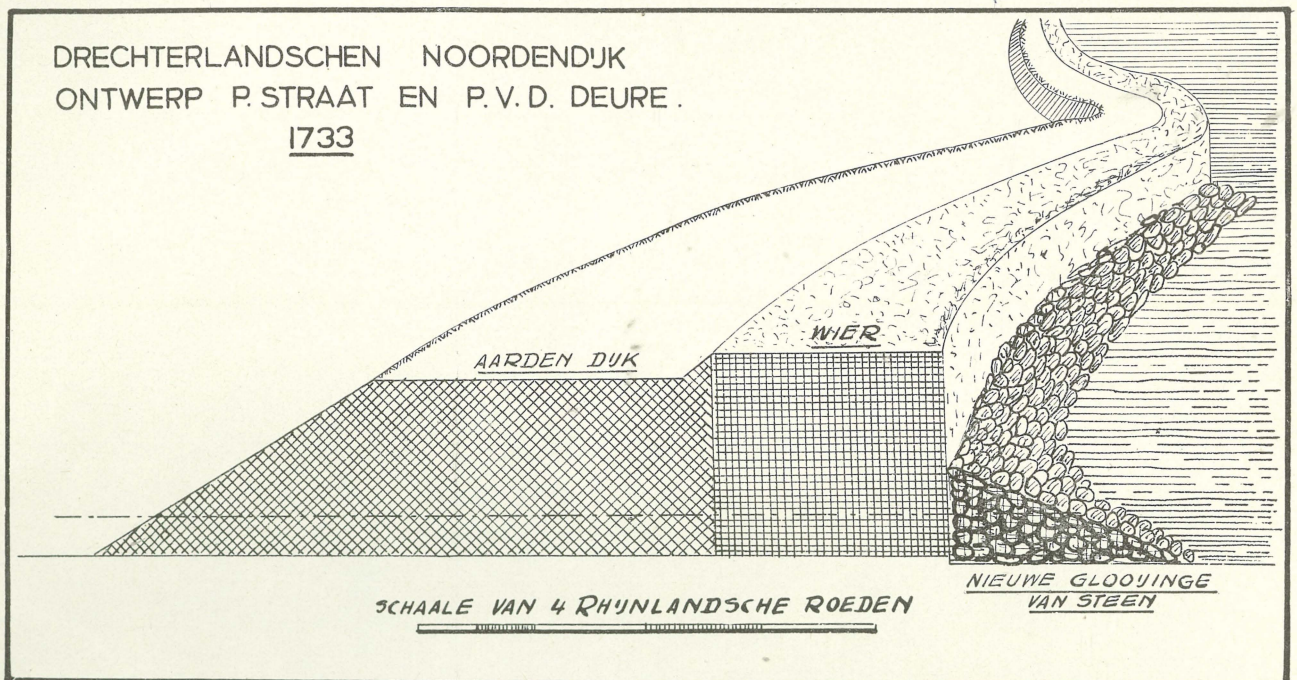 DRECHTERLANDSCHEN NOORDENDIJK
ONTWERP P. STRAAT EN P. V. D. DEURE.
1733
WIER
AARDEN DIJK
NIEUWE GLOOIJINGE
VAN STEEN
SCHAALE VAN 4 RHIJNLANDSCHE ROEDEN